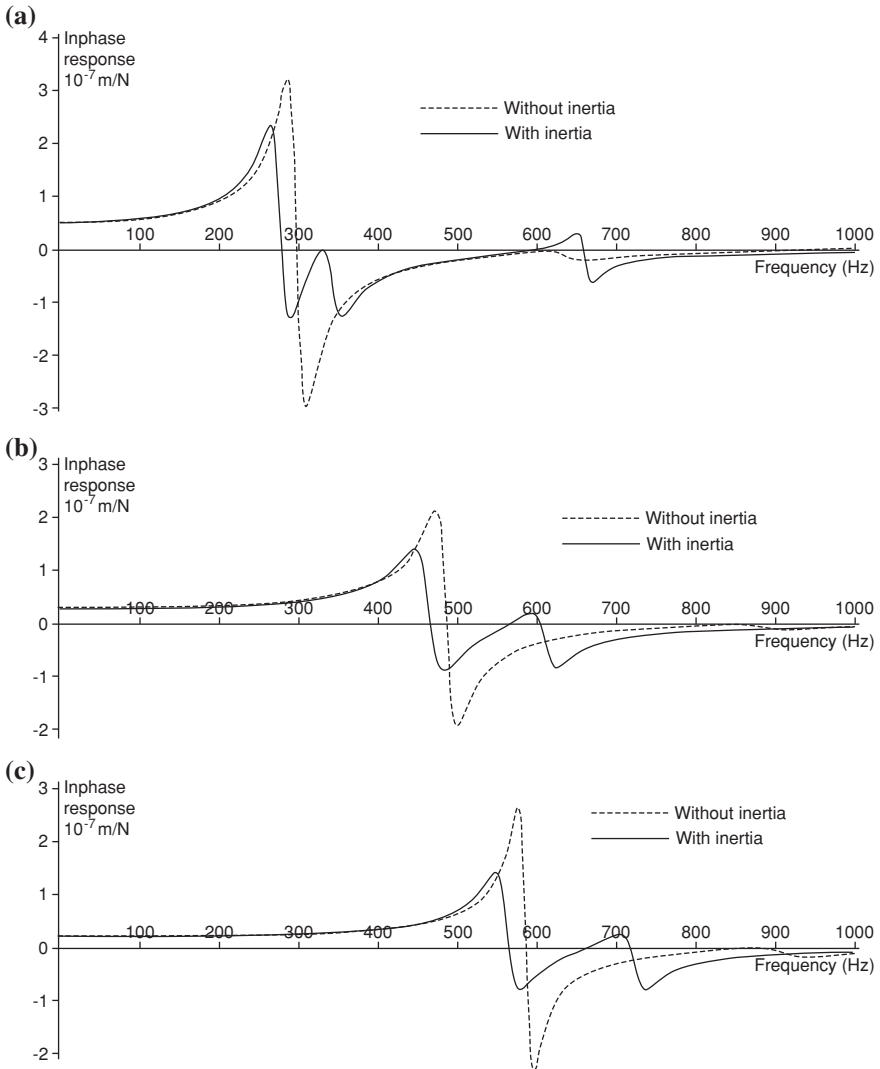 (a)
4
Inphase
response
10-7 m/N
3
2
1
0
-1
-2
-3
Without inertia
With inertia
100 200 300 400 500 600 700 800 900 1000
Frequency (Hz)
(b)
3
Inphase
response
10-7 m/N
2
1
0
-1
-2
Without inertia
With inertia
100 200 300 400 500 600 700 800 900 1000
Frequency (Hz)
(c)
3
Inphase
response
10-7 m/N
2
1
0
-1
-2
Without inertia
With inertia
100 200 300 400 500 600 700 800 900 1000
Frequency (Hz)